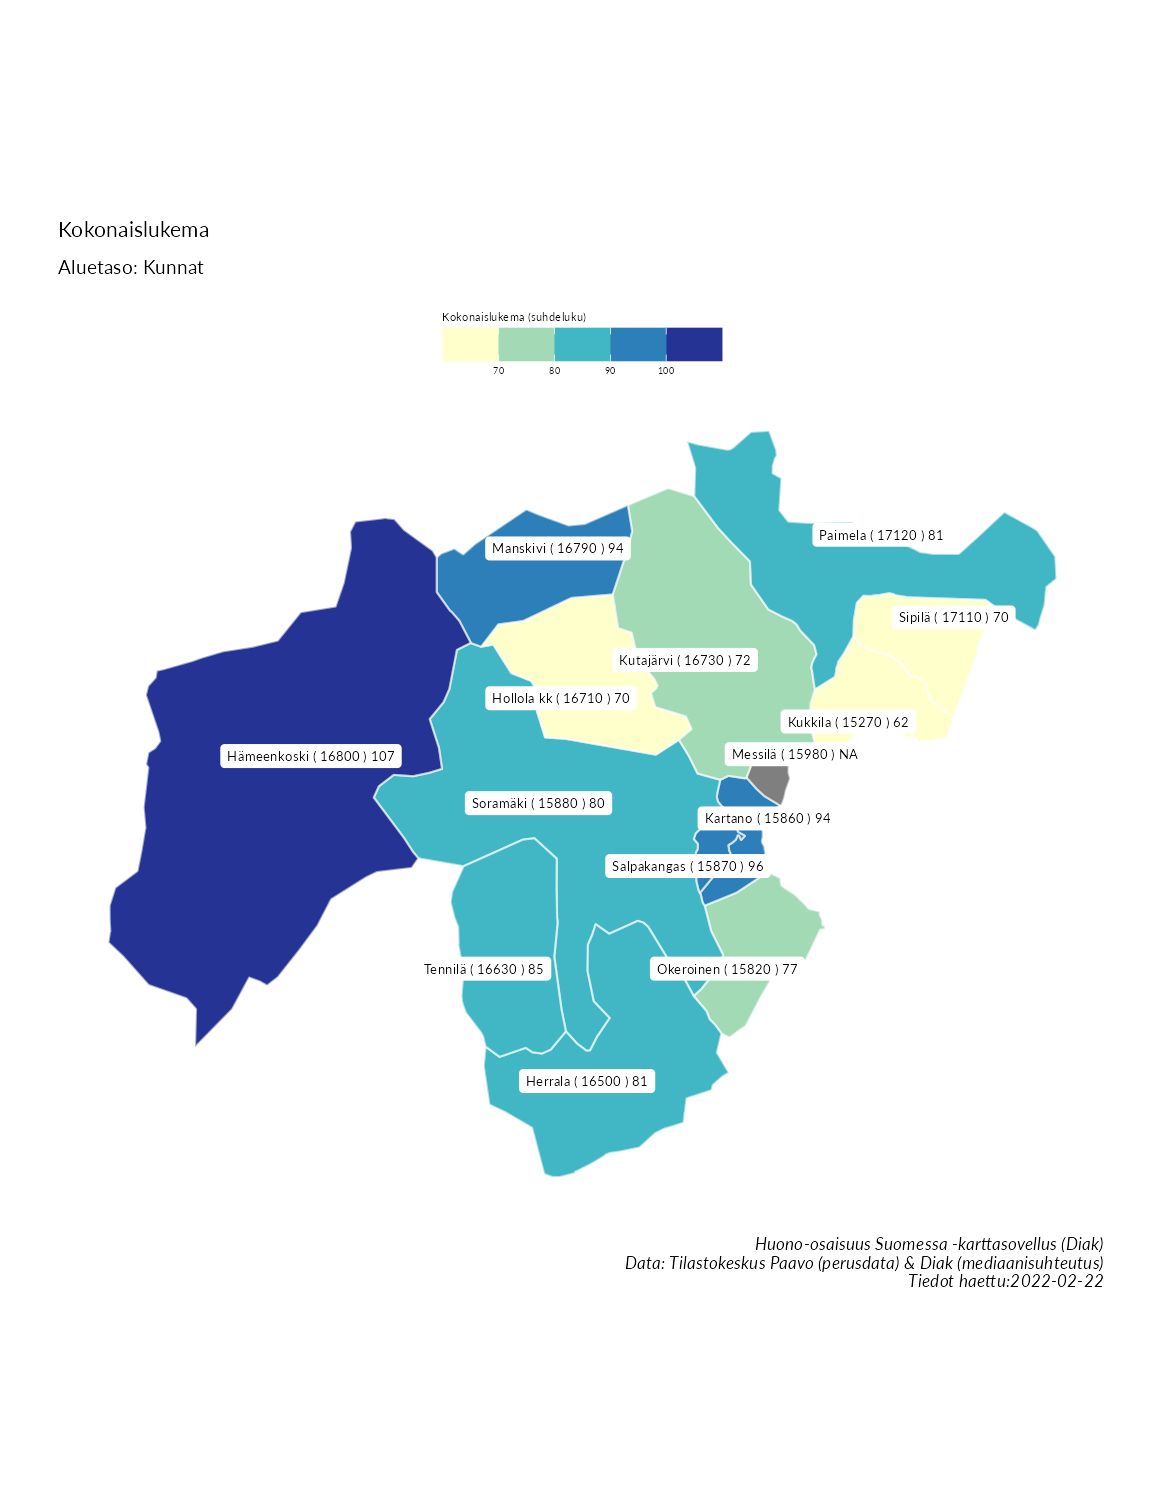 Kokonaislukema
Aluetaso: Kunnat
Kokonaislukema (suhdeluku)
70 80 90 100
Paimela ( 17120 ) 81
Manskivi ( 16790 ) 94
Sipilä ( 17110 ) 70
Kutajärvi ( 16730 ) 72
Hollola kk ( 16710 ) 70
Kukkila ( 15270 ) 62
Messilä ( 15980 ) NA
Hämeenkoski ( 16800 ) 107
Soramäki ( 15880 ) 80
Kartano ( 15860 ) 94
Salpakangas ( 15870 ) 96
Tennilä ( 16630 ) 85
Okeroinen ( 15820 ) 77
Herrala ( 16500 ) 81
Huono-osaisuus Suomessa -karttasovellus (Diak)
Data: Tilastokeskus Paavo (perusdata) & Diak (mediaanisuhteutus)
Tiedot haettu:2022-02-22